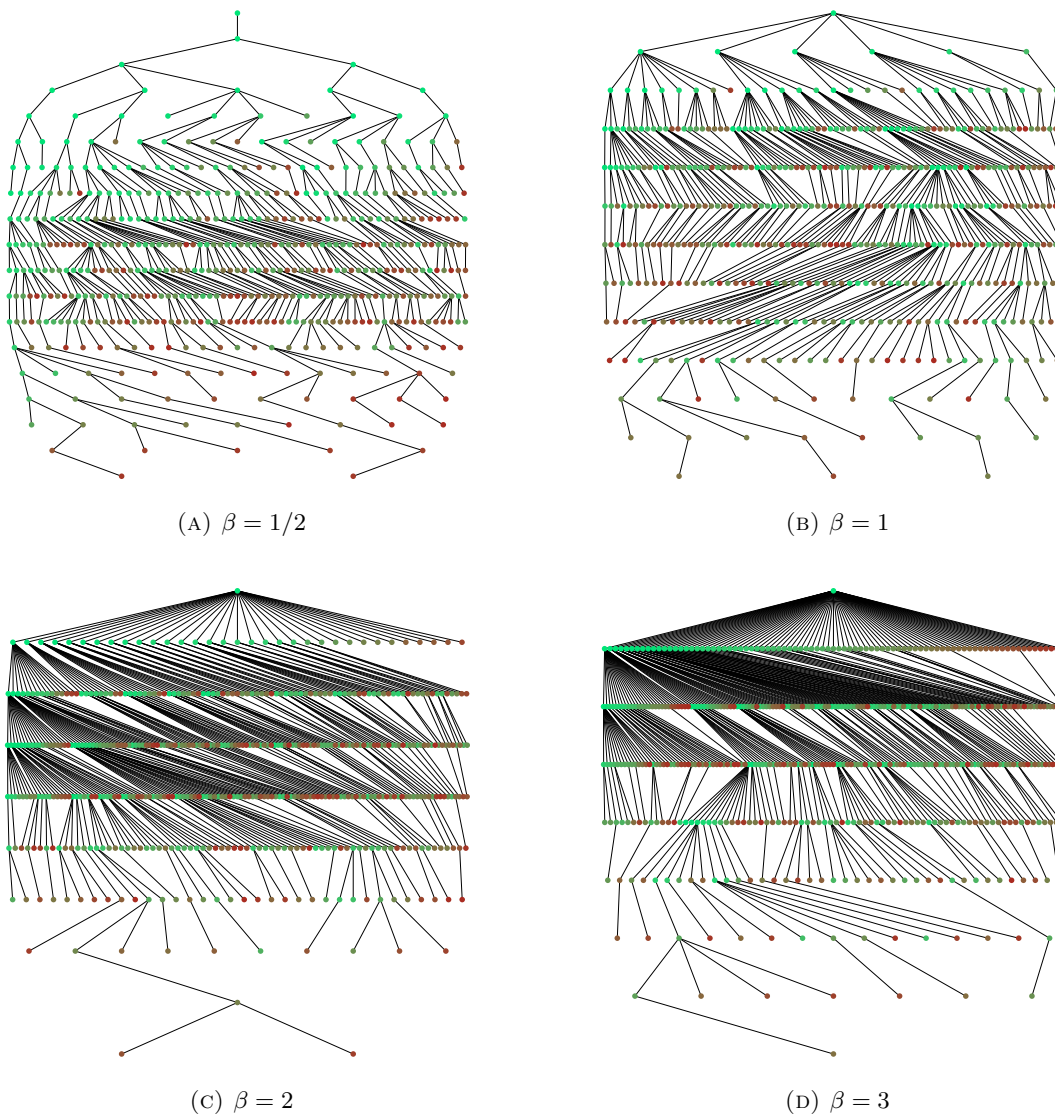 (A) β = 1/2
(B) β = 1
(C) β = 2
(D) β = 3